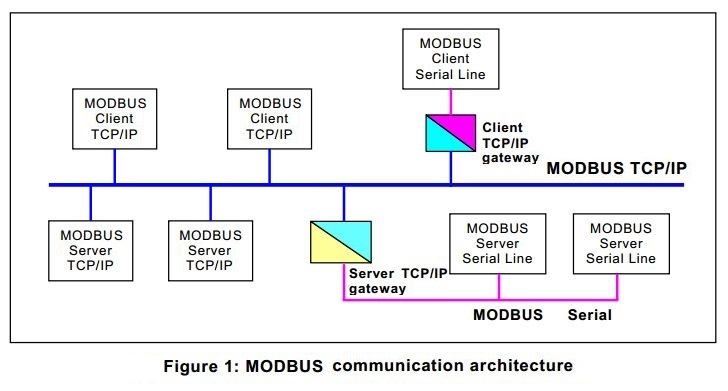 MODBUS
Client
Serial Line
MODBUS
Client
TCP/IP
MODBUS
Client
TCP/IP
Client
TCP/IP
gateway
MODBUS TCP/IP
MODBUS
Server
TCP/IP
MODBUS
Server
TCP/IP
Server TCP/IP
gateway
MODBUS
Server
Serial Line
MODBUS
Server
Serial Line
MODBUS Serial
Figure 1: MODBUS communication architecture